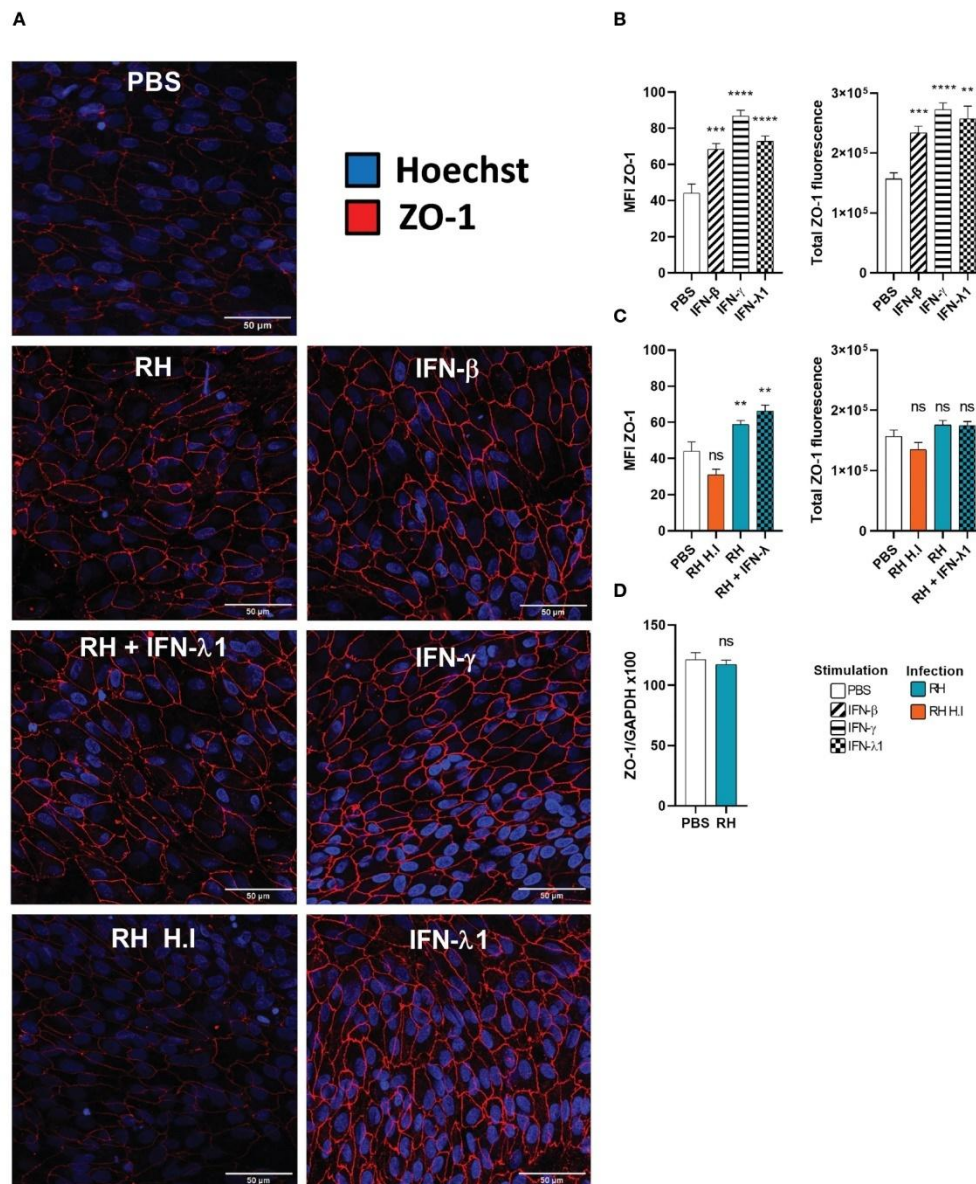 A
PBS
50 µm
Hoechst
ZO-1
RH
50 µm
IFN-β
50 µm
RH + IFN-λ1
50 µm
IFN-γ
50 µm
RH H.I
50 µm
IFN-λ1
50 µm
B
MFI ZO-1
100
80
60
40
20
0
***
****
****
PBS
IFN-β
IFN-γ
IFN-λ1
Total ZO-1 fluorescence
3×10⁵
2×10⁵
1×10⁵
0
***
****
**
PBS
IFN-β
IFN-γ
IFN-λ1
C
MFI ZO-1
100
80
60
40
20
0
ns
**
**
PBS
RH H.I
RH
RH + IFN-λ
Total ZO-1 fluorescence
3×10⁵
2×10⁵
1×10⁵
0
ns
ns
ns
PBS
RH H.I
RH
RH + IFN-λ1
D
ZO-1/GAPDH x100
150
100
50
0
ns
PBS
RH
Stimulation
PBS
IFN-β
IFN-γ
IFN-λ1
Infection
RH
RH H.I